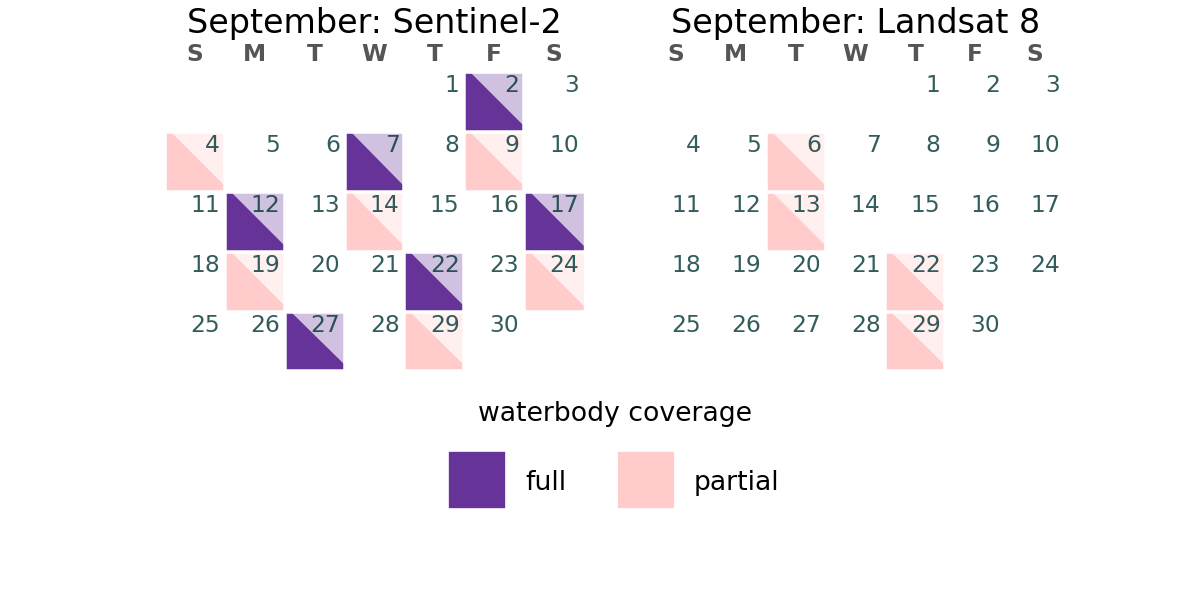 September: Sentinel-2
S M T W T F S
1 2 3
4 5 6 7 8 9 10
11 12 13 14 15 16 17
18 19 20 21 22 23 24
25 26 27 28 29 30
September: Landsat 8
S M T W T F S
1 2 3
4 5 6 7 8 9 10
11 12 13 14 15 16 17
18 19 20 21 22 23 24
25 26 27 28 29 30
waterbody coverage
full partial